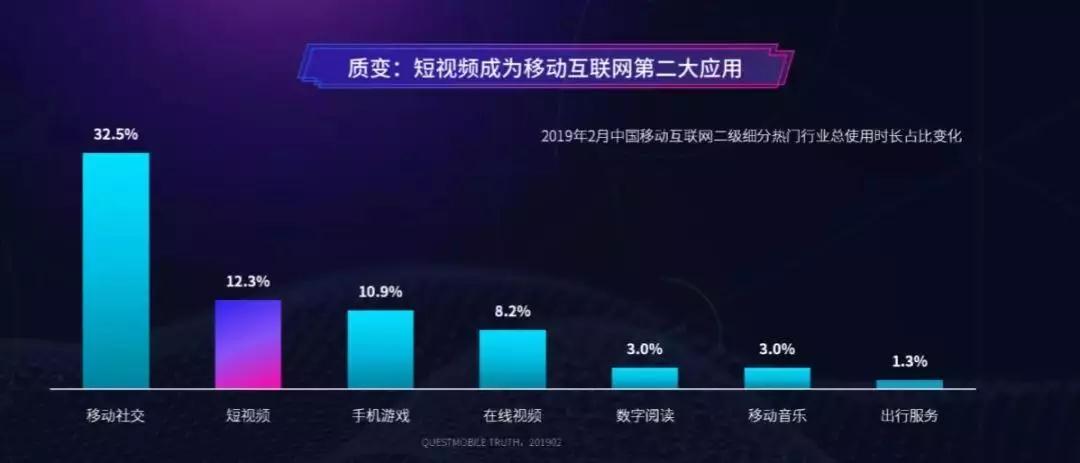 质变：短视频成为移动互联网第二大应用
2019年2月中国移动互联网二级细分热门行业总使用时长占比变化
32.5%
12.3%
10.9%
8.2%
3.0%
3.0%
1.3%
移动社交
短视频
手机游戏
在线视频
数字阅读
移动音乐
出行服务
QUESTMOBILE TRUTH，201902